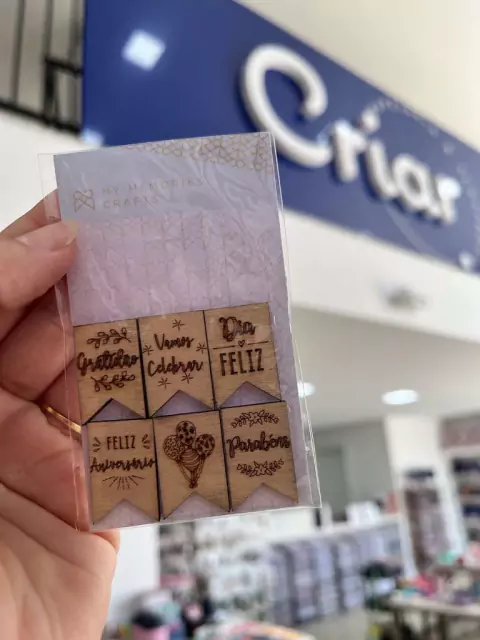 Criar
MY MEMORIES
CRAFTS
Gratidão
Vamos
Celebrar
Dia
FELIZ
FELIZ
Aniversário
Parabéns